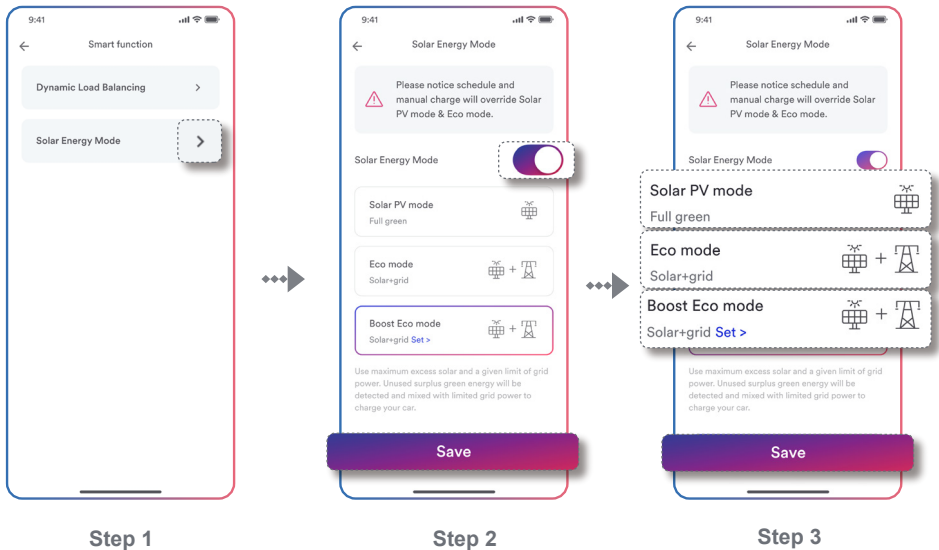 9:41
Smart function
Dynamic Load Balancing
Solar Energy Mode
Step 1
9:41
Solar Energy Mode
Please notice schedule and
manual charge will override Solar
PV mode & Eco mode.
Solar Energy Mode
Solar PV mode
Full green
Eco mode
Solar+grid
+
Boost Eco mode
Solar+grid Set >
+
Use maximum excess solar and a given limit of grid
power. Unused surplus green energy will be
detected and mixed with limited grid power to
charge your car.
Save
Step 2
9:41
Solar Energy Mode
Please notice schedule and
manual charge will override Solar
PV mode & Eco mode.
Solar Energy Mode
Solar PV mode
Full green
Eco mode
Solar+grid
+
Boost Eco mode
Solar+grid Set >
+
Use maximum excess solar and a given limit of grid
power. Unused surplus green energy will be
detected and mixed with limited grid power to
charge your car.
Save
Step 3